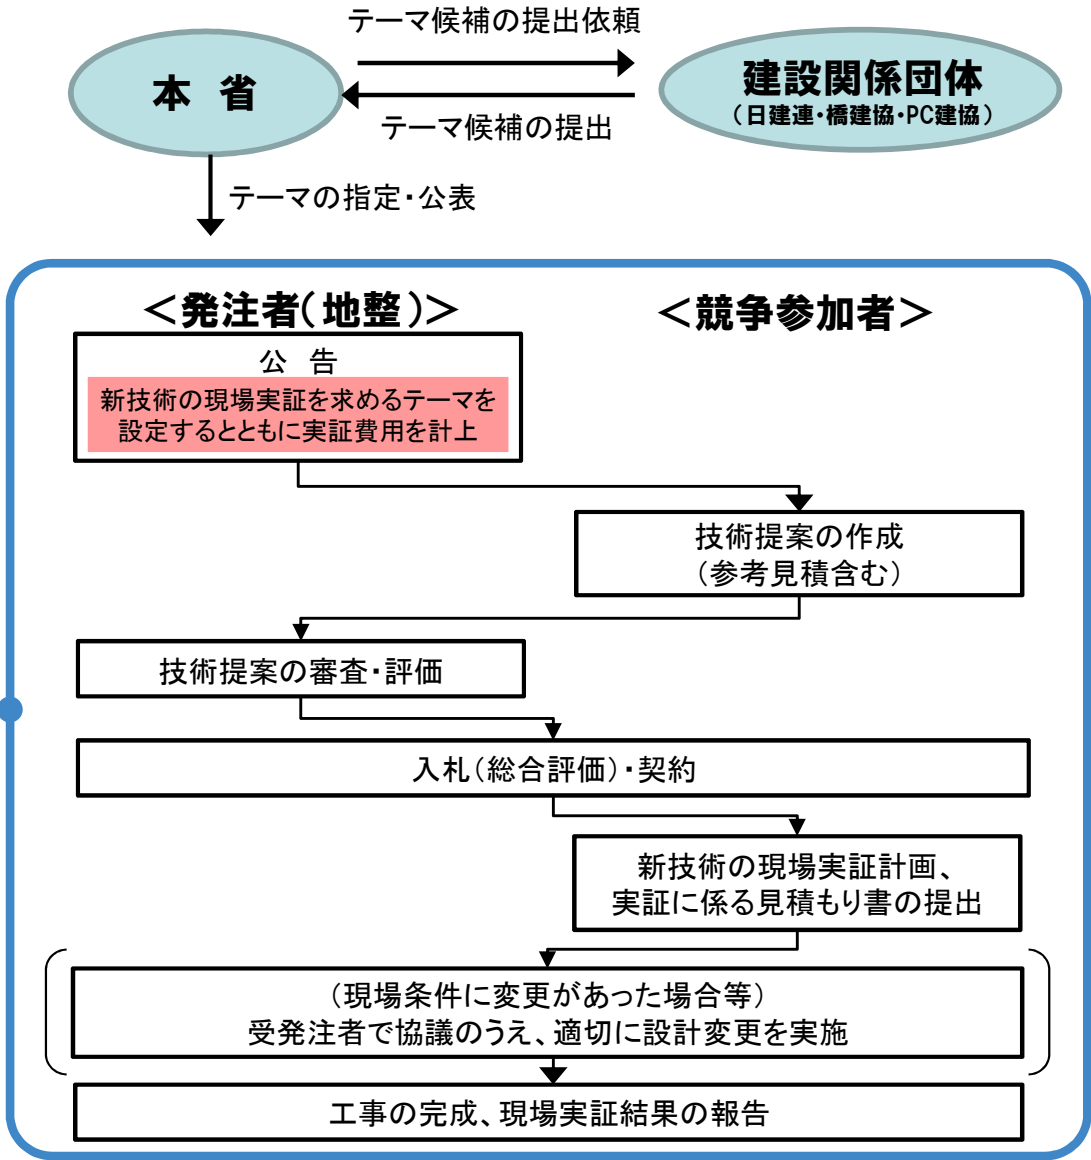 テーマ候補の提出依頼
本 省
建設関係団体
（日建連・橋建協・PC建協）
テーマ候補の提出
テーマの指定・公表
＜発注者（地整）＞
＜競争参加者＞
公 告
新技術の現場実証を求めるテーマを
設定するとともに実証費用を計上
技術提案の作成
（参考見積含む）
技術提案の審査・評価
入札（総合評価）・契約
新技術の現場実証計画、
実証に係る見積もり書の提出
（現場条件に変更があった場合等）
受発注者で協議のうえ、適切に設計変更を実施
工事の完成、現場実証結果の報告